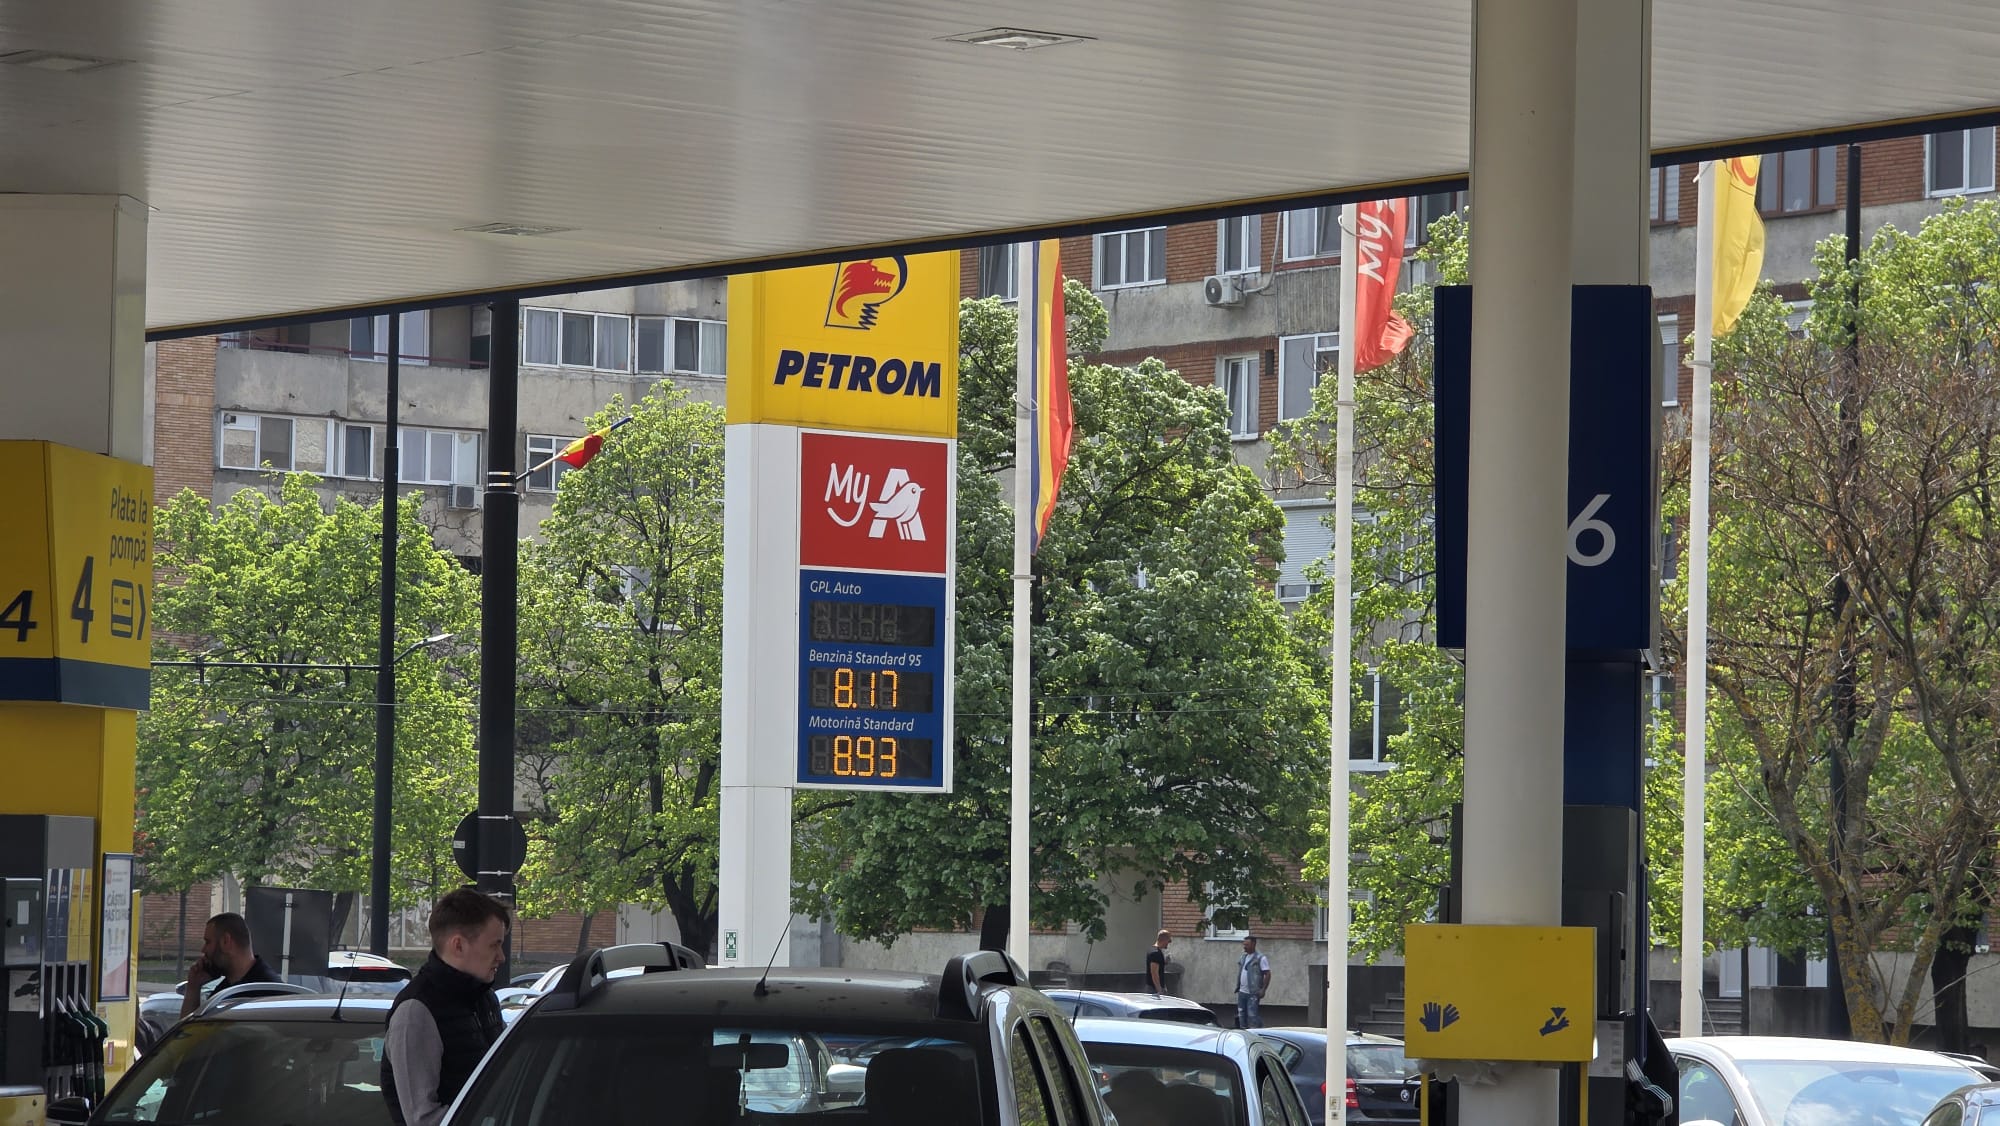 PETROM
My
My
GPL Auto
Benzină Standard 95
8.17
Motorină Standard
8.93
4
4
Plata la
pompă
6